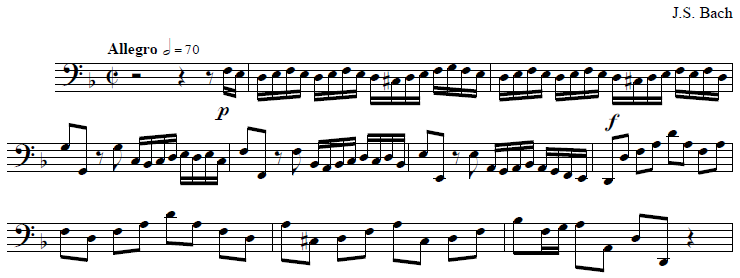 J.S. Bach
Allegro 𝅗𝅥 = 70
p
f